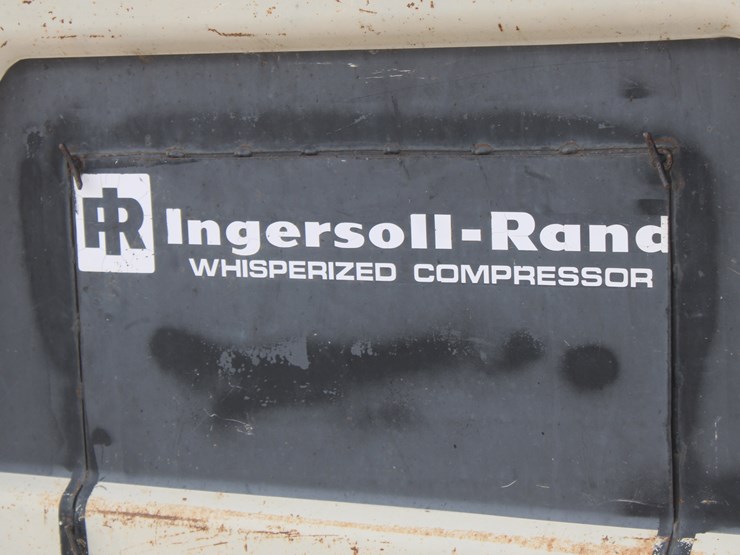 IR Ingersoll-Rand
WHISPERIZED COMPRESSOR